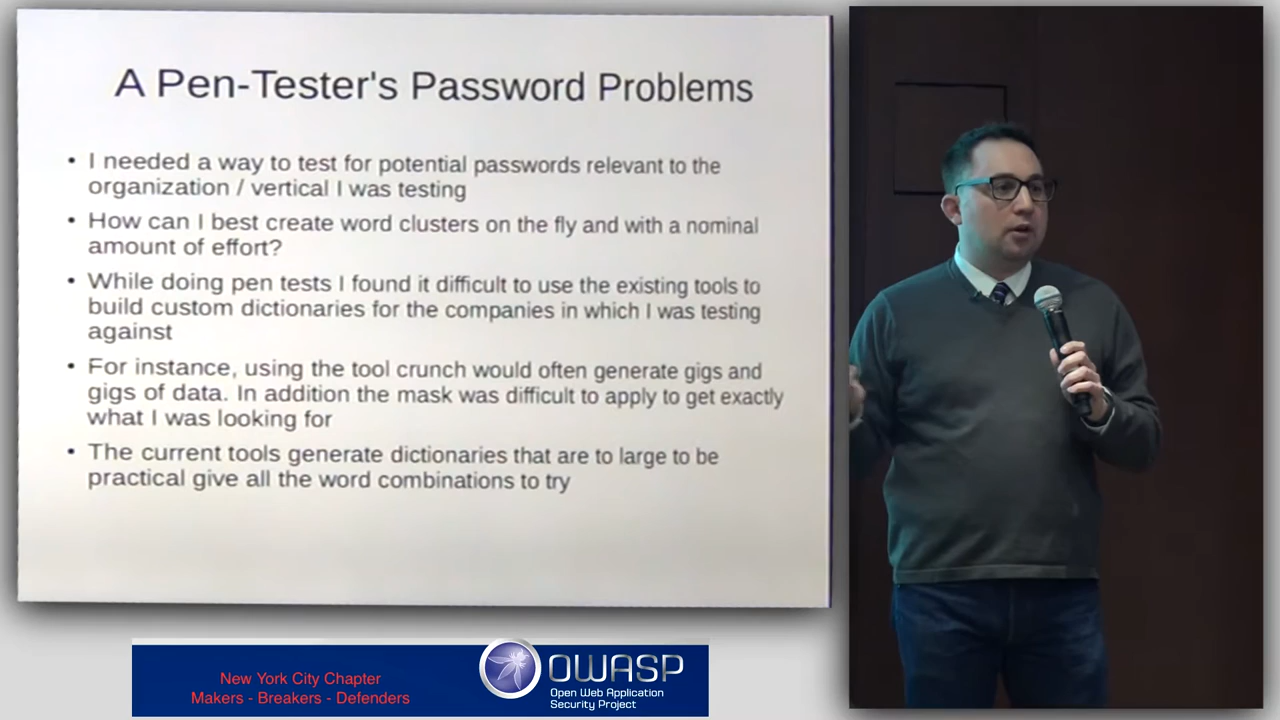 A Pen-Tester's Password Problems
• I needed a way to test for potential passwords relevant to the
organization / vertical I was testing
• How can I best create word clusters on the fly and with a nominal
amount of effort?
• While doing pen tests I found it difficult to use the existing tools to
build custom dictionaries for the companies in which I was testing
against
• For instance, using the tool crunch would often generate gigs and
gigs of data. In addition the mask was difficult to apply to get exactly
what I was looking for
• The current tools generate dictionaries that are to large to be
practical give all the word combinations to try
New York City Chapter
Makers - Breakers - Defenders
OWASP
Open Web Application
Security Project